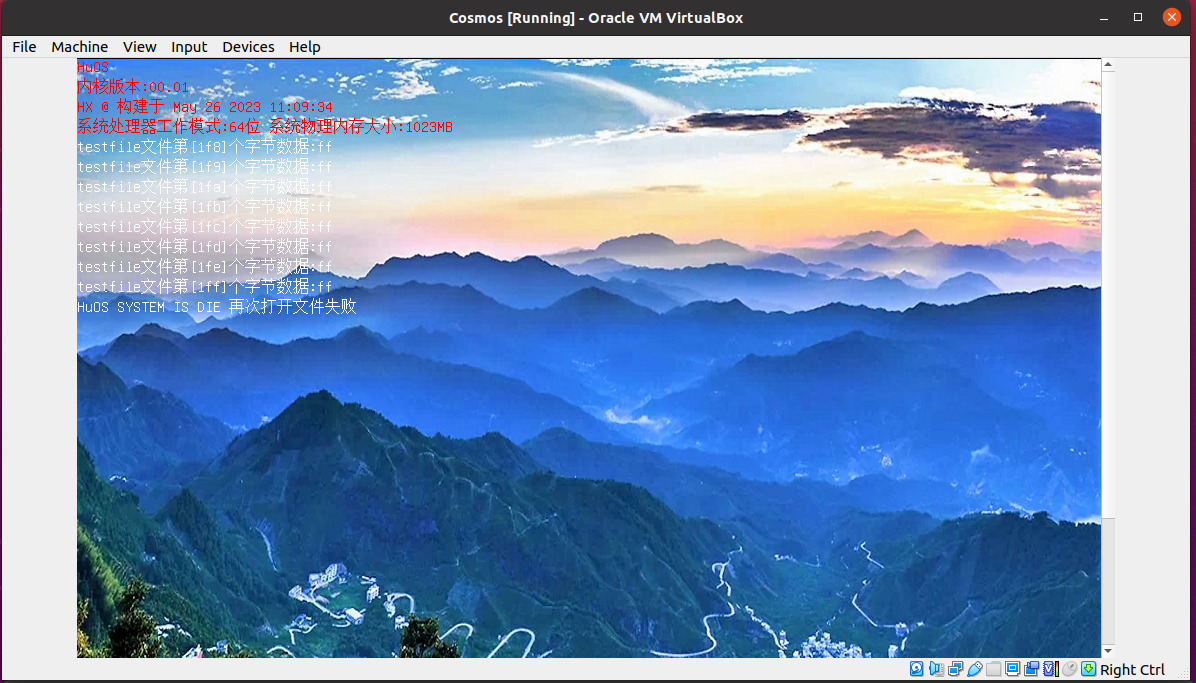 Cosmos [Running] - Oracle VM VirtualBox
File Machine View Input Devices Help
HuOS
内核版本:00.01
HX @ 构建于 May 26 2023 11:09:34
系统处理器工作模式:64位 系统物理内存大小:1023MB
testfile文件第[1f8]个字节数据:ff
testfile文件第[1f9]个字节数据:ff
testfile文件第[1fa]个字节数据:ff
testfile文件第[1fb]个字节数据:ff
testfile文件第[1fc]个字节数据:ff
testfile文件第[1fd]个字节数据:ff
testfile文件第[1fe]个字节数据:ff
testfile文件第[1ff]个字节数据:ff
HuOS SYSTEM IS DIE 再次打开文件失败
Right Ctrl